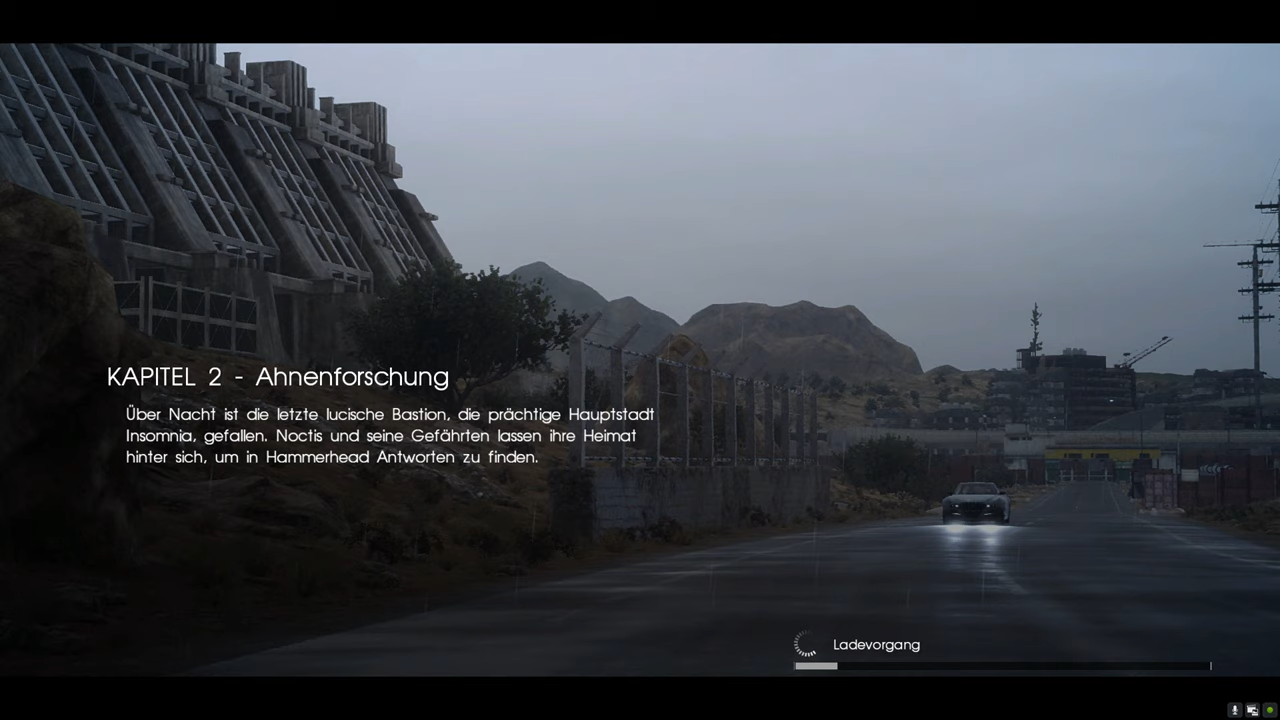 KAPITEL 2 - Ahnenforschung
Über Nacht ist die letzte lucische Bastion, die prächtige Hauptstadt
Insomnia, gefallen. Noctis und seine Gefährten lassen ihre Heimat
hinter sich, um in Hammerhead Antworten zu finden.
Ladevorgang